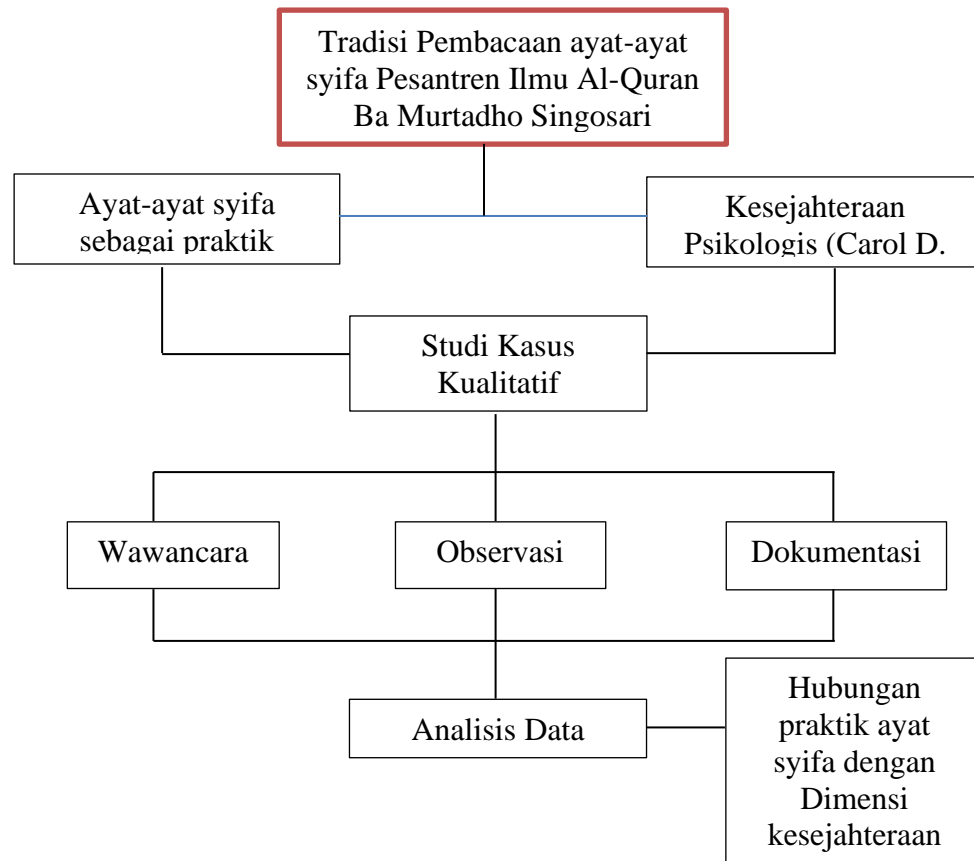 Tradisi Pembacaan ayat-ayat
syifa Pesantren Ilmu Al-Quran
Ba Murtadho Singosari
Ayat-ayat syifa
sebagai praktik
Kesejahteraan
Psikologis (Carol D.
Studi Kasus
Kualitatif
Wawancara
Observasi
Dokumentasi
Analisis Data
Hubungan
praktik ayat
syifa dengan
Dimensi
kesejahteraan